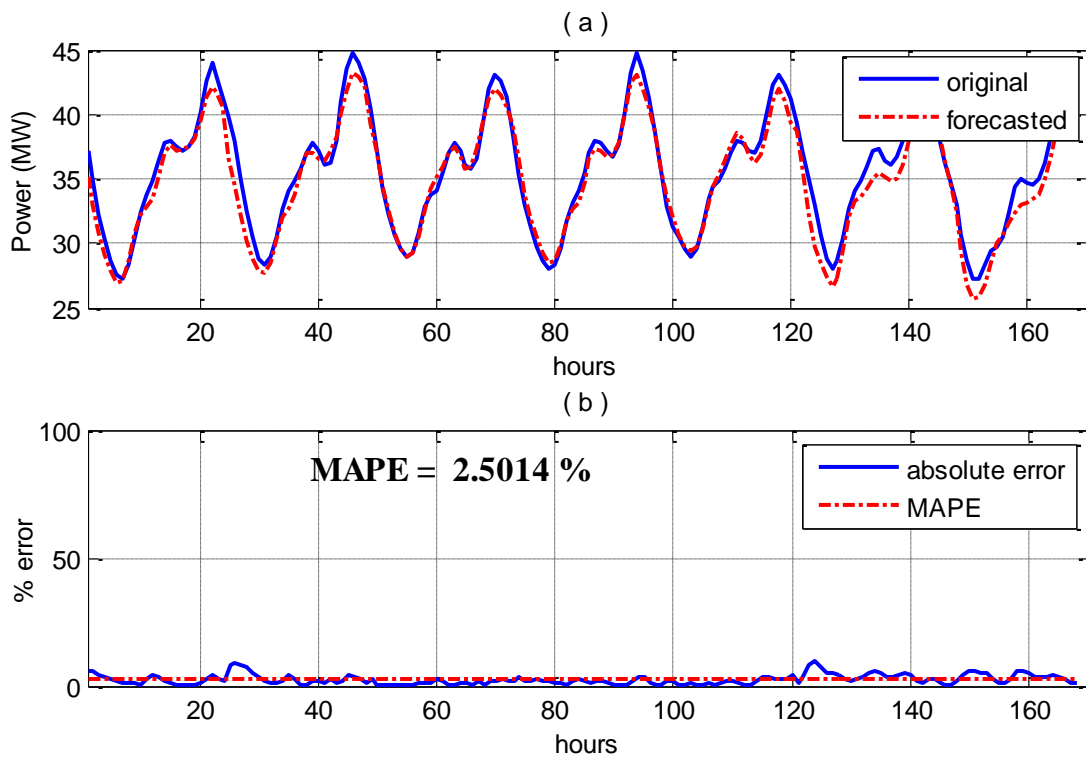 ( a )
45
40
35
30
25
Power (MW)
original
forecasted
20 40 60 80 100 120 140 160
hours
( b )
100
50
0
% error
MAPE = 2.5014 %
absolute error
MAPE
20 40 60 80 100 120 140 160
hours